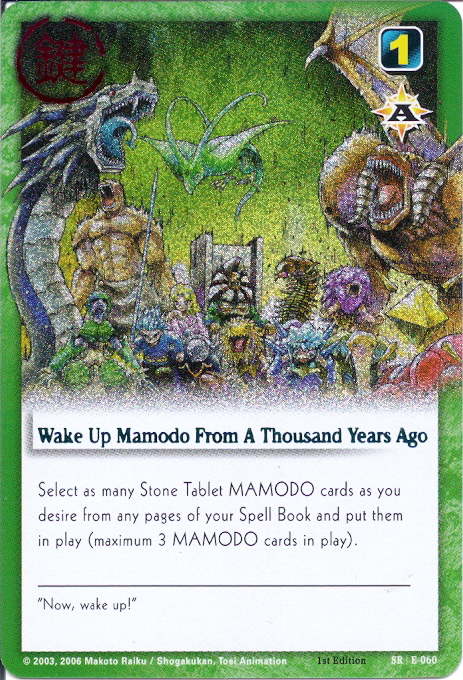 鍵
1
A
Wake Up Mamodo From A Thousand Years Ago
Select as many Stone Tablet MAMODO cards as you
desire from any pages of your Spell Book and put them
in play (maximum 3 MAMODO cards in play).
"Now, wake up!"
© 2003, 2006 Makoto Raiku / Shogakukan, Toei Animation 1st Edition SR E-060